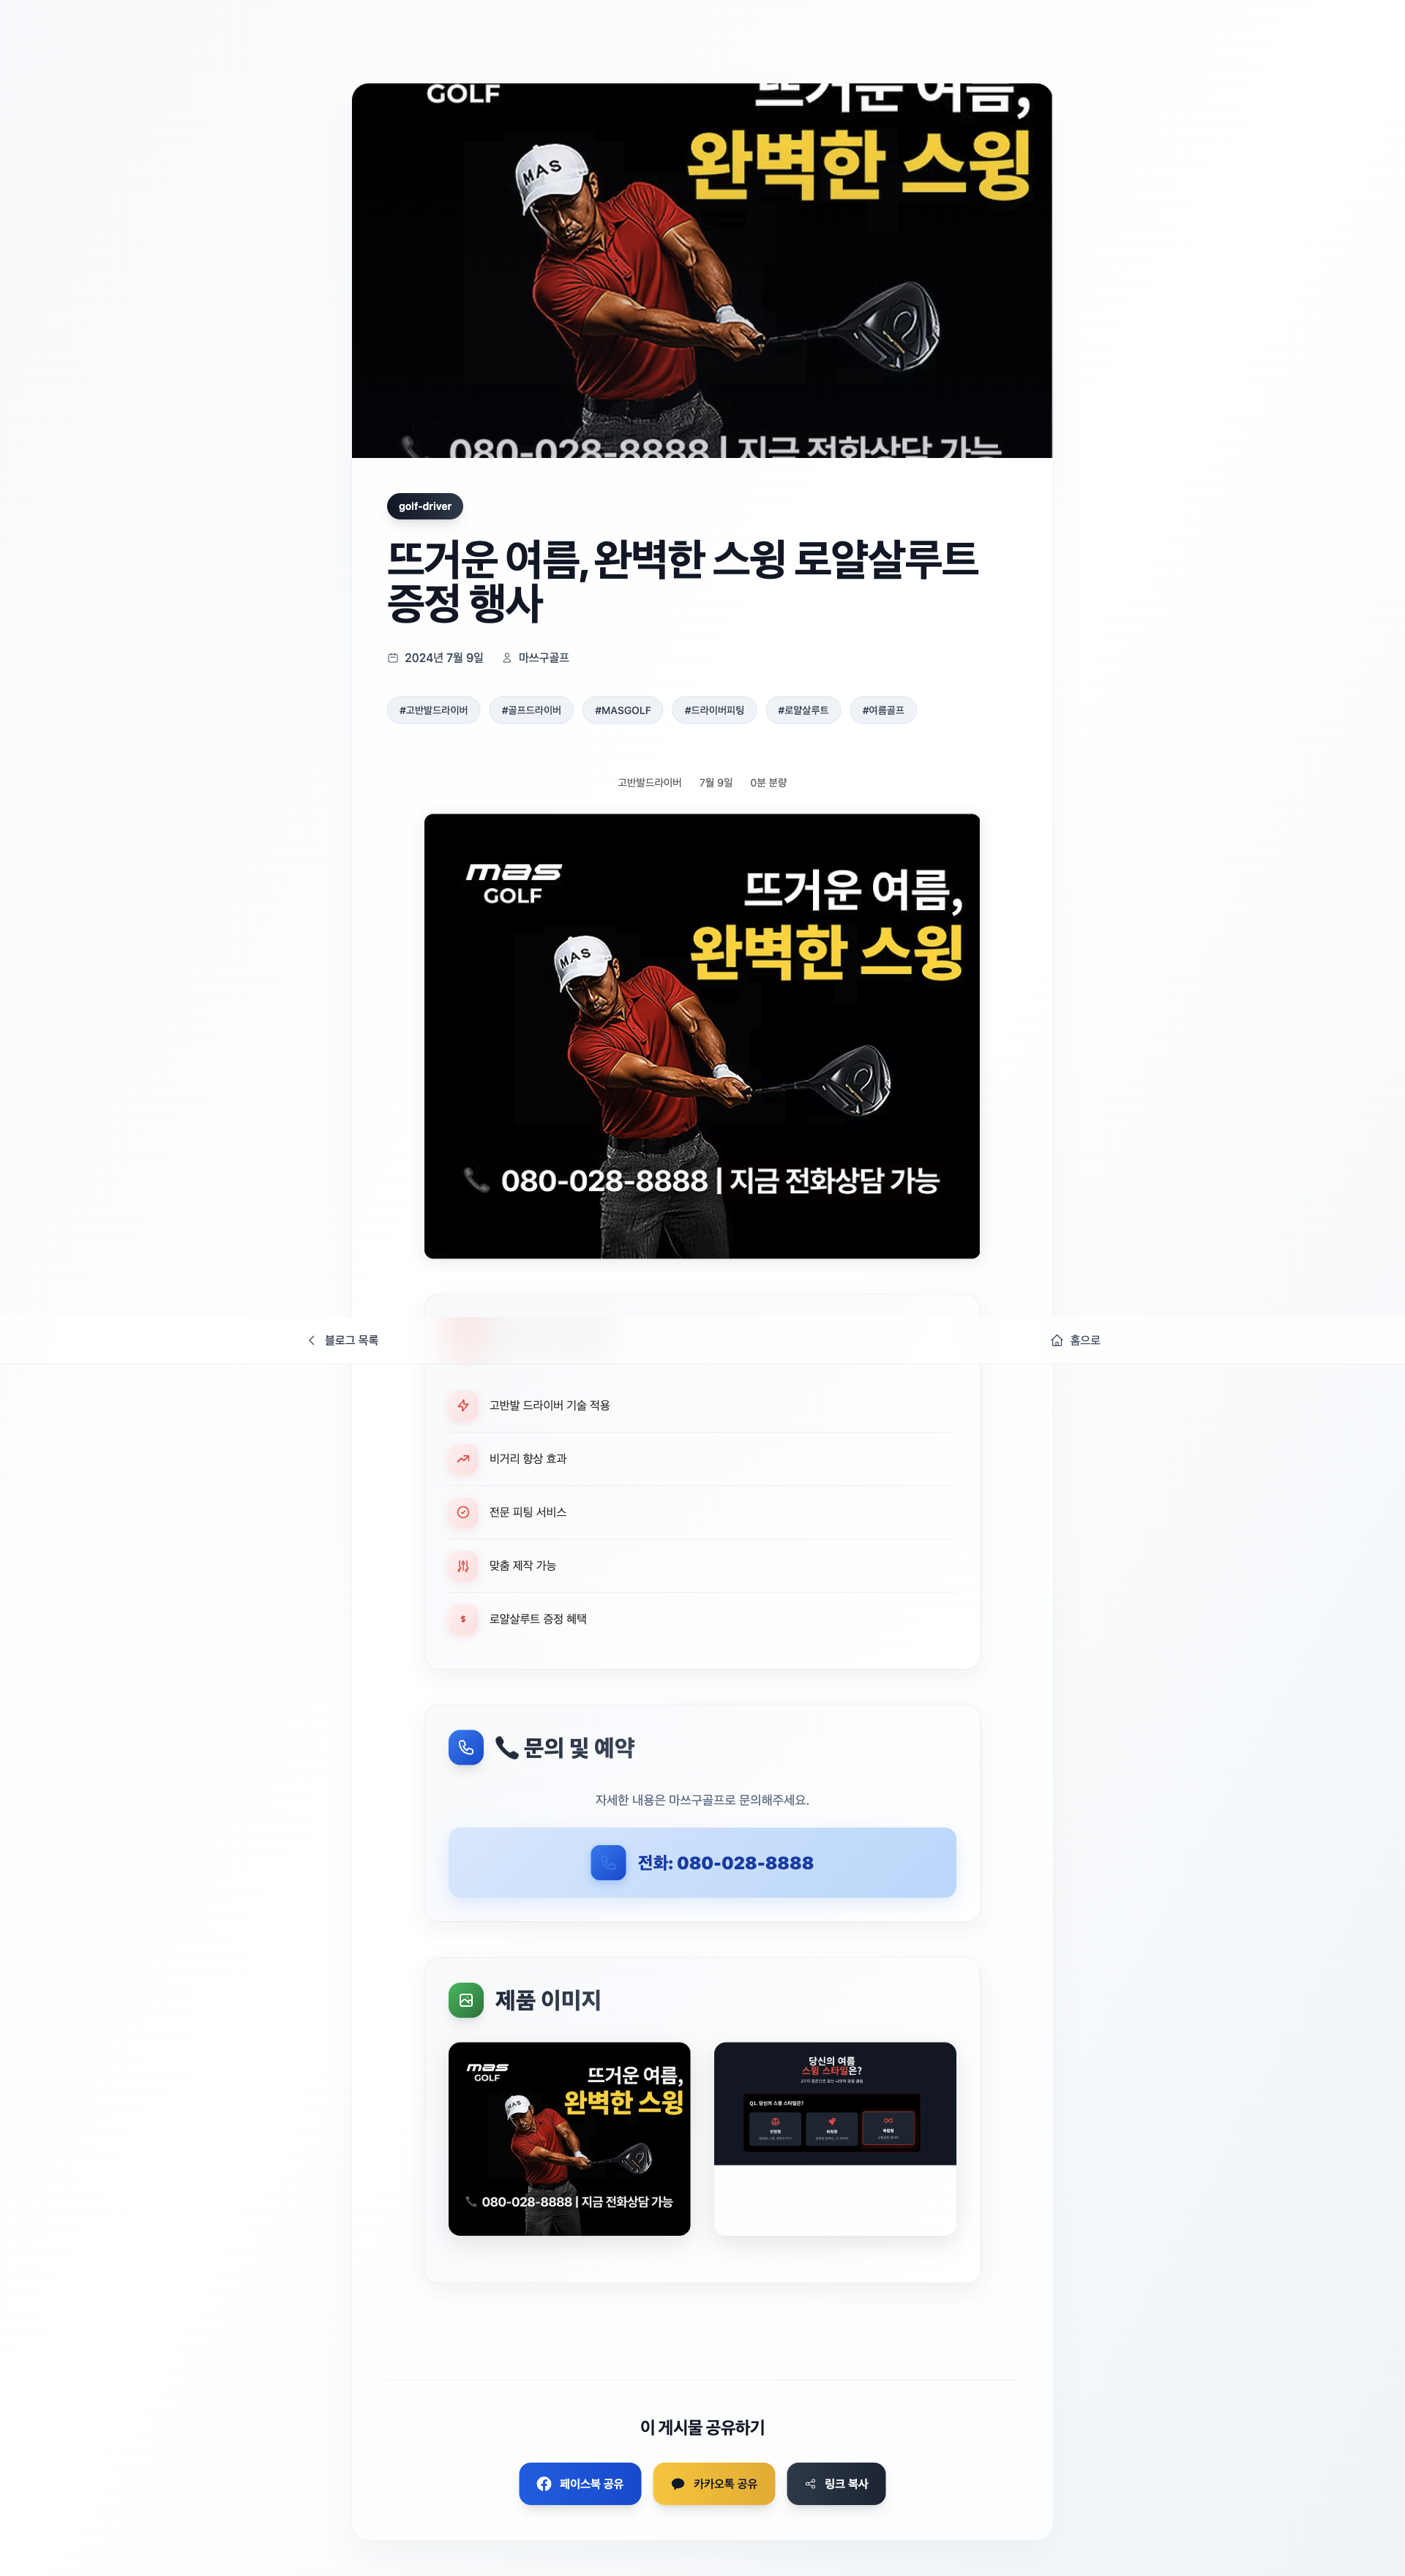 GOLF
뜨거운 여름,
완벽한 스윙
MAS
080-028-8888 | 지금 전화상담 가능
golf-driver
뜨거운 여름, 완벽한 스윙 로얄살루트
증정 행사
2024년 7월 9일 마쓰구골프
#고반발드라이버 #골프드라이버 #MASGOLF #드라이버피팅 #로얄살루트 #여름골프
고반발드라이버 7월 9일 0분 분량
mas
GOLF
뜨거운 여름,
완벽한 스윙
MAS
080-028-8888 | 지금 전화상담 가능
블로그 목록 홈으로
고반발 드라이버 기술 적용
비거리 향상 효과
전문 피팅 서비스
맞춤 제작 가능
$ 로얄살루트 증정 혜택
문의 및 예약
자세한 내용은 마쓰구골프로 문의해주세요.
전화: 080-028-8888
제품 이미지
mas
GOLF
뜨거운 여름,
완벽한 스윙
080-028-8888 | 지금 전화상담 가능
당신의 여름
스윙 스타일은?
Q1. 당신의 스윙 스타일은?
이 게시물 공유하기
페이스북 공유 카카오톡 공유 링크 복사